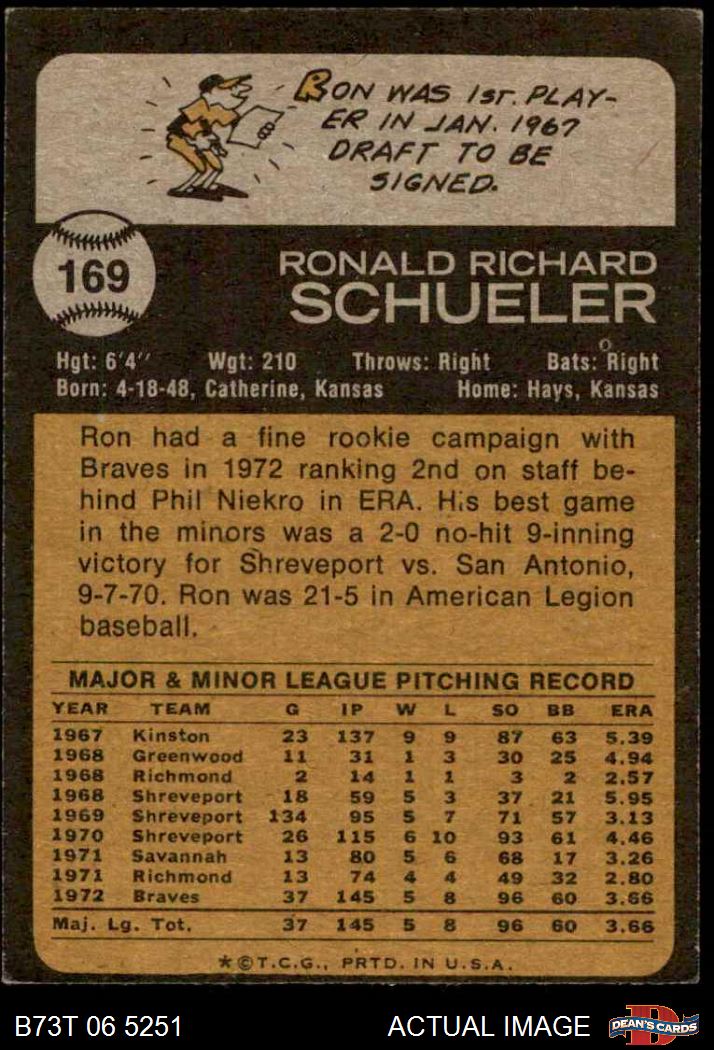 RON WAS 1ST. PLAY-
ER IN JAN. 1967
DRAFT TO BE
SIGNED.
169
RONALD RICHARD
SCHUELER
Hgt: 6'4" Wgt: 210 Throws: Right Bats: Right
Born: 4-18-48, Catherine, Kansas Home: Hays, Kansas
Ron had a fine rookie campaign with
Braves in 1972 ranking 2nd on staff be-
hind Phil Niekro in ERA. His best game
in the minors was a 2-0 no-hit 9-inning
victory for Shreveport vs. San Antonio,
9-7-70. Ron was 21-5 in American Legion
baseball.
MAJOR & MINOR LEAGUE PITCHING RECORD
YEAR TEAM G IP W L SO BB ERA
1967 Kinston 23 137 9 9 87 63 5.39
1968 Greenwood 11 31 1 3 30 25 4.94
1968 Richmond 2 14 1 1 3 2 2.57
1968 Shreveport 18 59 5 3 37 21 5.95
1969 Shreveport 134 95 5 7 71 57 3.13
1970 Shreveport 26 115 6 10 93 61 4.46
1971 Savannah 13 80 5 6 68 17 3.26
1971 Richmond 13 74 4 4 49 32 2.80
1972 Braves 37 145 5 8 96 60 3.66
Maj. Lg. Tot. 37 145 5 8 96 60 3.66
*©T.C.G., PRTD. IN U.S.A.
B73T 06 5251 ACTUAL IMAGE DEAN'S CARDS